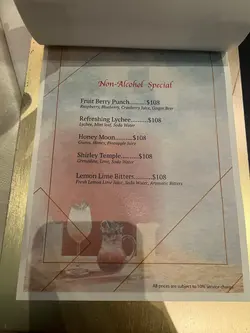 Non-Alcohol Special
Fruit Berry Punch..........$108
Raspberry, Blueberry, Cranberry Juice, Ginger Beer
Refreshing Lychee..........$108
Lychee, Mint leaf, Soda Water
Honey Moon..........$108
Guava, Honey, Pineapple Juice
Shirley Temple..........$108
Grenadine, Lime, Soda Water
Lemon Lime Bitters..........$108
Fresh Lemon Lime Juice, Soda Water, Aromatic Bitters
All prices are subject to 10% service charge